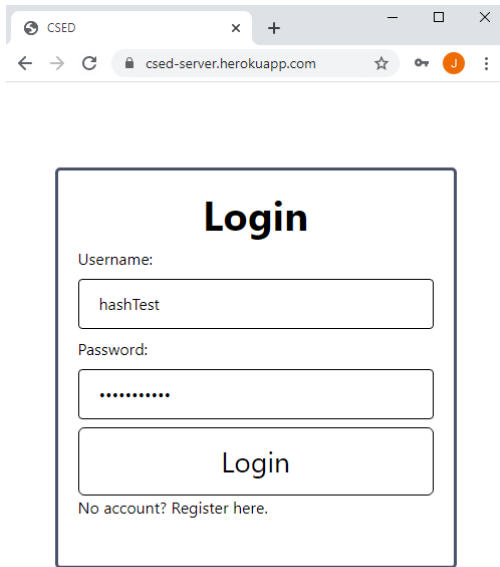 CSED
csed-server.herokuapp.com
J
Login
Username:
hashTest
Password:
•••••••••••
Login
No account? Register here.